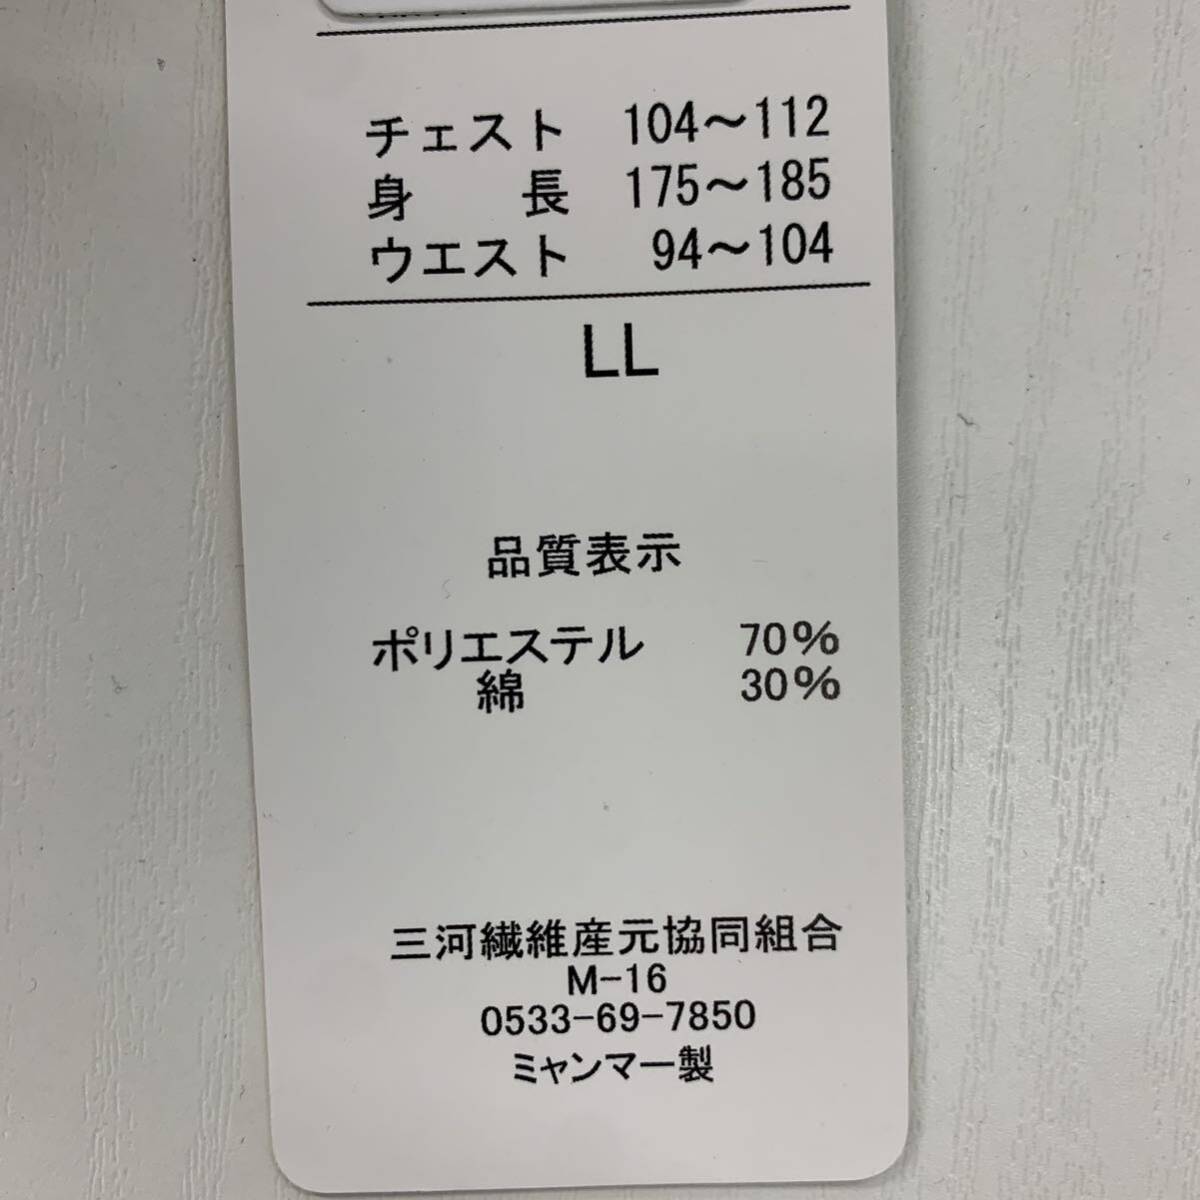 チェスト 104～112
身長 175～185
ウエスト 94～104
LL
品質表示
ポリエステル 70%
綿 30%
三河繊維産元協同組合
M-16
0533-69-7850
ミャンマー製